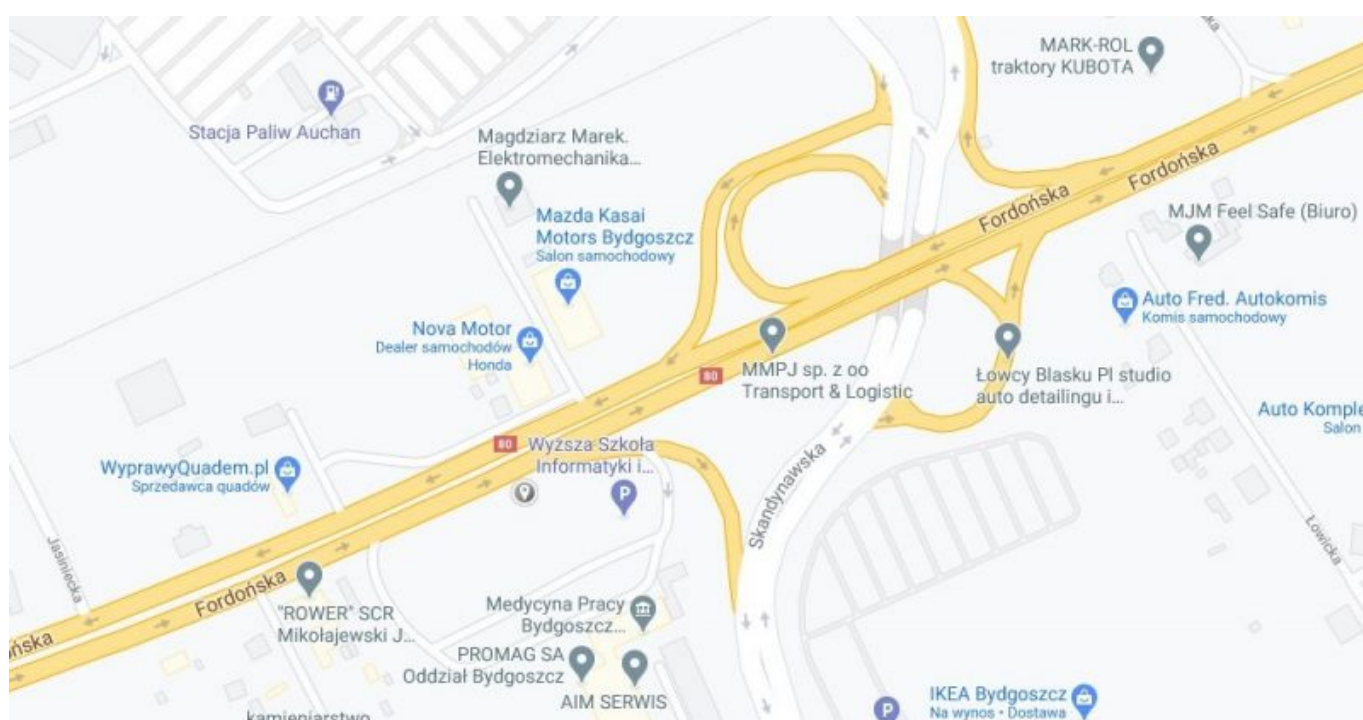 MARK-ROL
traktory KUBOTA
Stacja Paliw Auchan
Magdziarz Marek.
Elektromechanika...
Fordońska
Fordońska
MJM Feel Safe (Biuro)
Mazda Kasai
Motors Bydgoszcz
Salon samochodowy
Auto Fred. Autokomis
Komis samochodowy
Nova Motor
Dealer samochodów
Honda
80
MMPJ sp. z oo
Transport & Logistic
Łowcy Blasku Pl studio
auto detailingu i...
Auto Komple
Salon
80
Wyższa Szkoła
Informatyki i...
P
WyprawyQuadem.pl
Sprzedawca quadów
Skandynawska
Łowicka
Jasiniecka
Fordońska
ńska
"ROWER" SCR
Mikołajewski J...
Medycyna Pracy
Bydgoszcz...
PROMAG SA
Oddział Bydgoszcz
AIM SERWIS
P
IKEA Bydgoszcz
Na wynos • Dostawa
kamieniarstwo